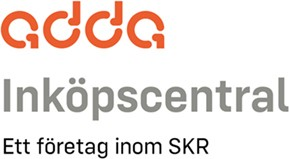 adda
Inköpscentral
Ett företag inom SKR